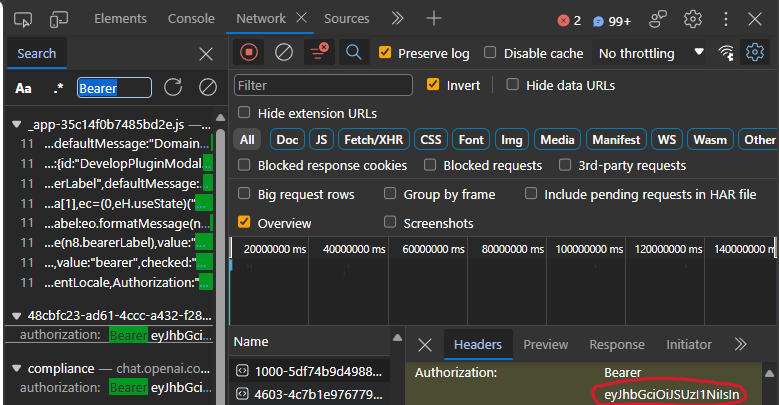 Elements Console Network Sources 2 99+
Search
Preserve log Disable cache No throttling
Aa .* Bearer
Filter Invert Hide data URLs
Hide extension URLs
_app-35c14f0b7485bd2e.js —...
11 ...defaultMessage:"Domain...
11 ...:{id:"DevelopPluginModal...
11 ...erLabel",defaultMessage:...
11 ...a[1],ec=(0,eH.useState)("...
11 ...abel:eo.formatMessage(n...
11 ...e(n8.bearerLabel),value:"...
11 ...,value:"bearer",checked:"...
11 ...entLocale,Authorization:"...
All Doc JS Fetch/XHR CSS Font Img Media Manifest WS Wasm Other
Blocked response cookies Blocked requests 3rd-party requests
Big request rows Group by frame Include pending requests in HAR file
Overview Screenshots
20000000 ms 40000000 ms 60000000 ms 80000000 ms 100000000 ms 120000000 ms 140000000 ms
48cbfc23-ad61-4ccc-a432-f28...
authorization: Bearer eyJhbGci...
compliance — chat.openai.co...
authorization: Bearer eyJhbGci...
Name
1000-5df74b9d4988...
4603-4c7b1e976779...
Headers Preview Response Initiator
Authorization: Bearer
eyJhbGciOiJSUzI1NiIsIn